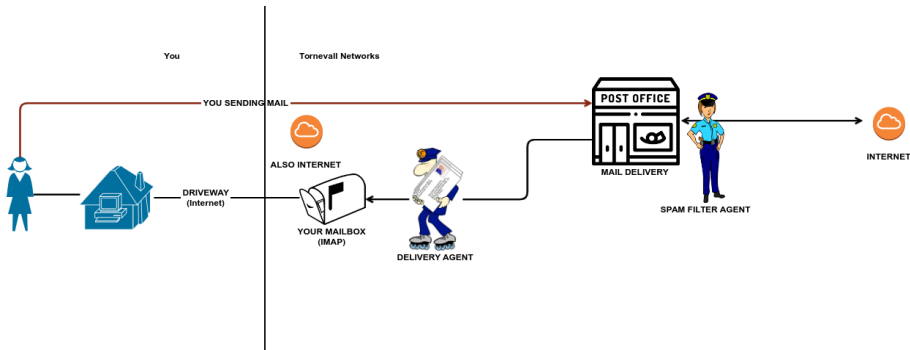 You
Tornevall Networks
YOU SENDING MAIL
POST OFFICE
ALSO INTERNET
INTERNET
MAIL DELIVERY
DRIVEWAY
(Internet)
SPAM FILTER AGENT
YOUR MAILBOX
(IMAP)
DELIVERY AGENT